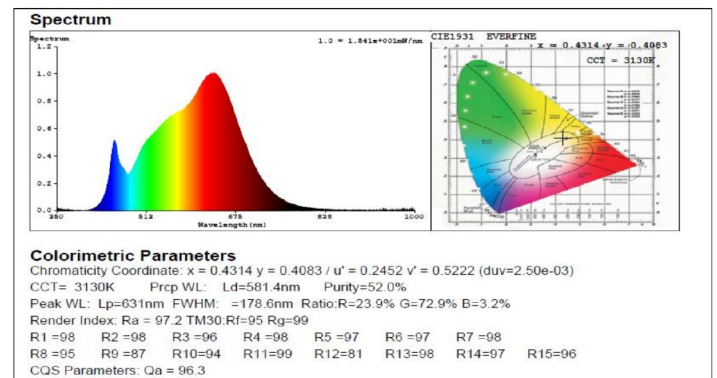 Spectrum
Spectrum
1.0 = 1.841e+001mW/nm
1.2
1.0
0.8
0.6
0.4
0.2
0.0
350 513 675 838 1000
Wavelength(nm)
CIE1931 EVERFINE
x = 0.4314 y = 0.4083
CCT = 3130K
Colorimetric Parameters
Chromaticity Coordinate: x = 0.4314 y = 0.4083 / u' = 0.2452 v' = 0.5222 (duv=2.50e-03)
CCT= 3130K Prcp WL: Ld=581.4nm Purity=52.0%
Peak WL: Lp=631nm FWHM: =178.6nm Ratio:R=23.9% G=72.9% B=3.2%
Render Index: Ra = 97.2 TM30:Rf=95 Rg=99
R1 =98 R2 =98 R3 =96 R4 =98 R5 =97 R6 =97 R7 =98
R8 =95 R9 =87 R10=94 R11=99 R12=81 R13=98 R14=97 R15=96
CQS Parameters: Qa = 96.3